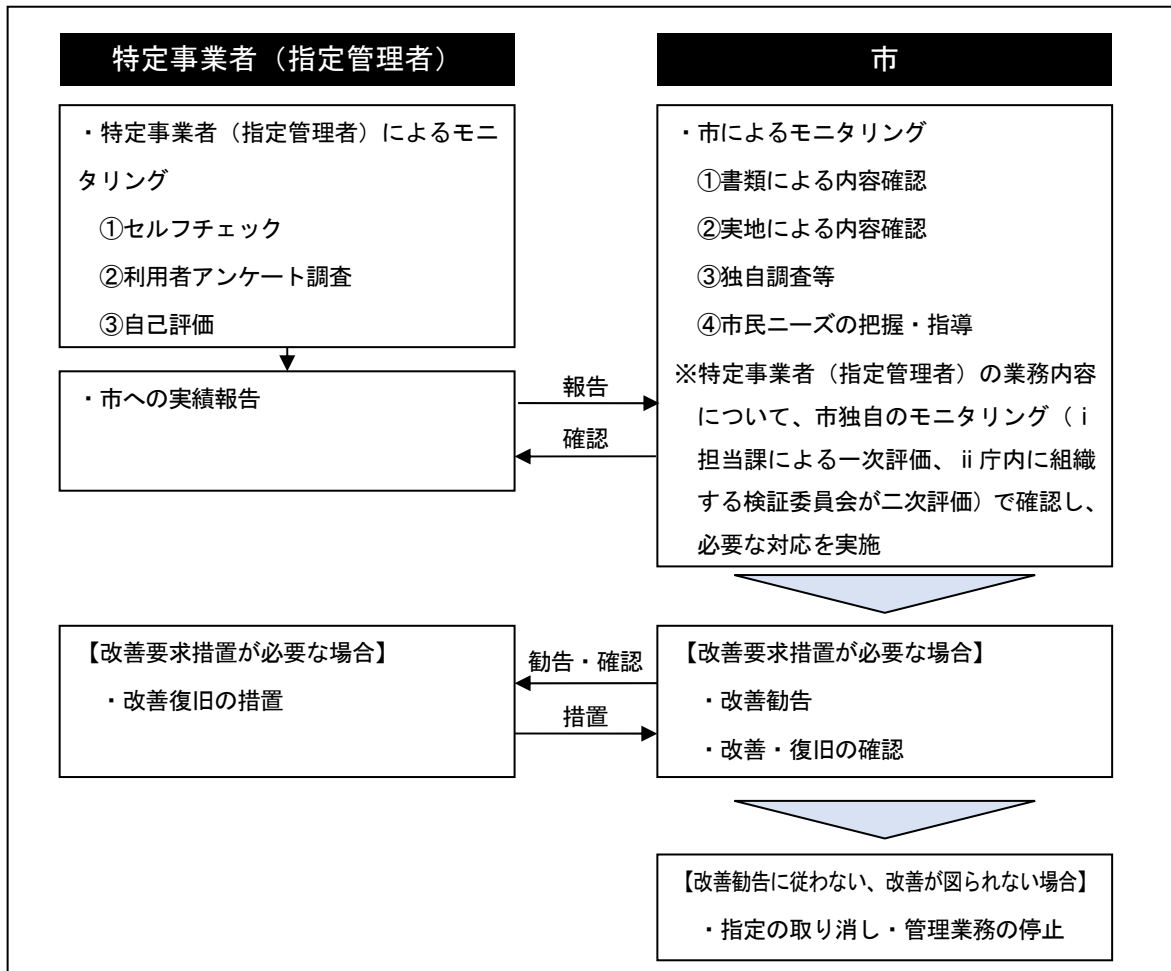 特定事業者（指定管理者）
市
・特定事業者（指定管理者）によるモニ
タリング
①セルフチェック
②利用者アンケート調査
③自己評価
・市によるモニタリング
①書類による内容確認
②実地による内容確認
③独自調査等
④市民ニーズの把握・指導
※特定事業者（指定管理者）の業務内容
について、市独自のモニタリング（ⅰ
担当課による一次評価、ⅱ庁内に組織
する検証委員会が二次評価）で確認し、
必要な対応を実施
・市への実績報告
報告
確認
【改善要求措置が必要な場合】
・改善復旧の措置
勧告・確認
措置
【改善要求措置が必要な場合】
・改善勧告
・改善・復旧の確認
【改善勧告に従わない、改善が図られない場合】
・指定の取り消し・管理業務の停止